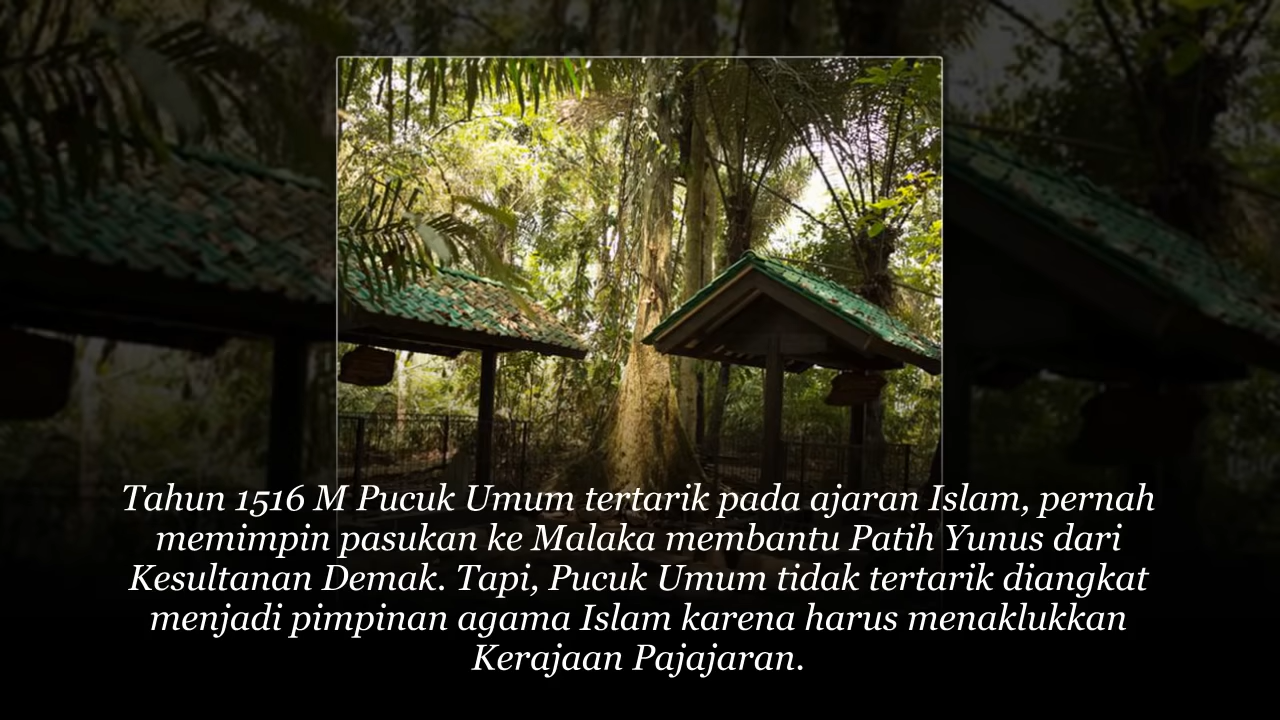 Tahun 1516 M Pucuk Umum tertarik pada ajaran Islam, pernah
memimpin pasukan ke Malaka membantu Patih Yunus dari
Kesultanan Demak. Tapi, Pucuk Umum tidak tertarik diangkat
menjadi pimpinan agama Islam karena harus menaklukkan
Kerajaan Pajajaran.